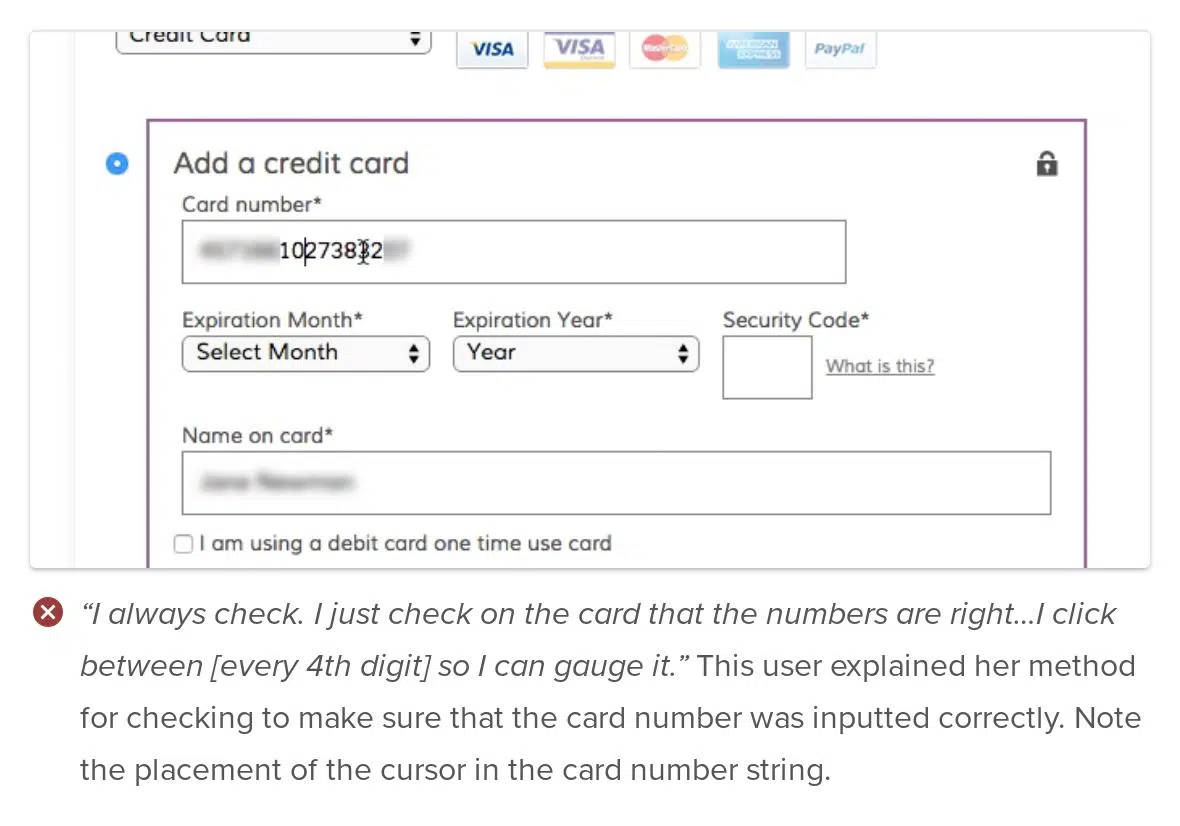 Credit Card
VISA VISA MasterCard AMERICAN EXPRESS PayPal
Add a credit card
Card number*
10273832
Expiration Month* Expiration Year* Security Code*
Select Month Year What is this?
Name on card*
I am using a debit card one time use card
“I always check. I just check on the card that the numbers are right...I click
between [every 4th digit] so I can gauge it.” This user explained her method
for checking to make sure that the card number was inputted correctly. Note
the placement of the cursor in the card number string.